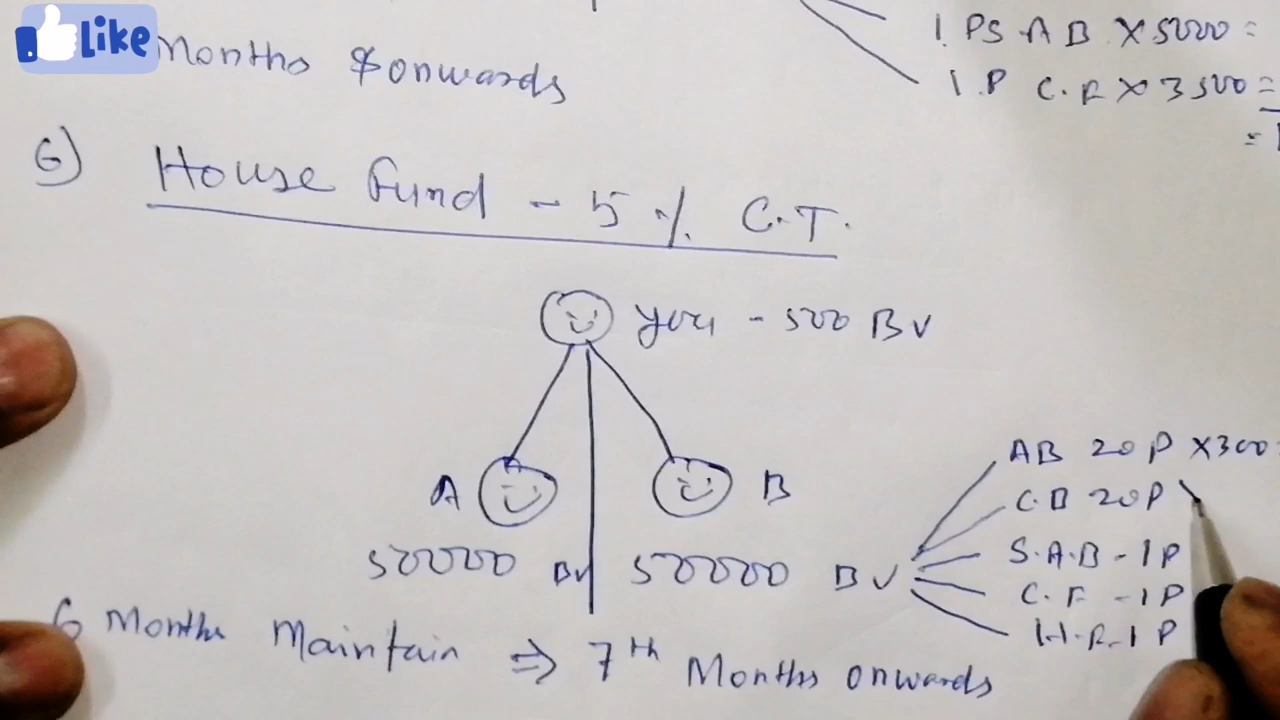 Like
Months onwards
1. PS.A B. X 5000 =
1.P C.F X 3500 =
=
6) House Fund - 5 % C.T.
you - 500 BV
A
B
50000 BV
50000 BV
AB 20P X300
C.B 20P
S.A.B - 1P
C.F - 1P
H.F-1P
6 Months Maintain ⇒ 7th Months onwards